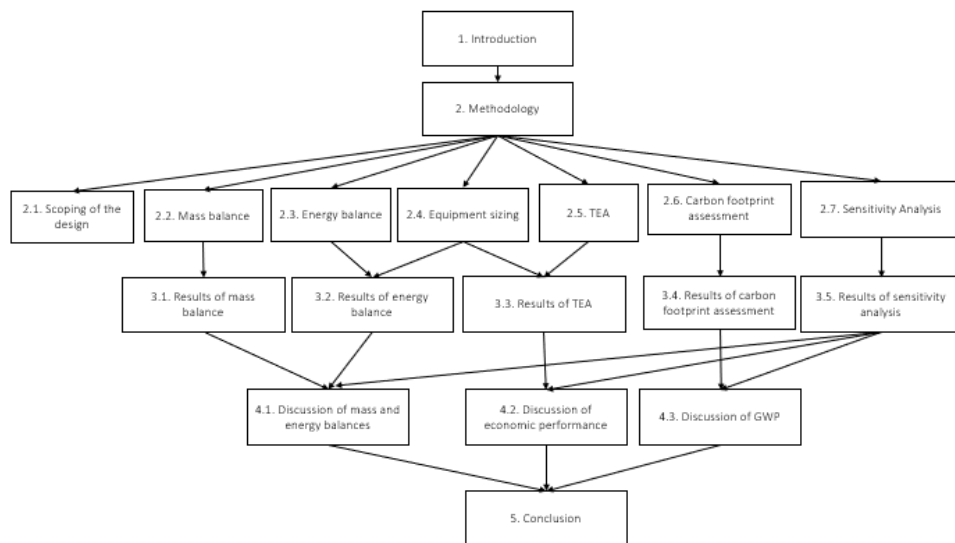 1. Introduction
2. Methodology
2.1. Scoping of the
design
2.2. Mass balance
2.3. Energy balance
2.4. Equipment sizing
2.5. TEA
2.6. Carbon footprint
assessment
2.7. Sensitivity Analysis
3.1. Results of mass
balance
3.2. Results of energy
balance
3.3. Results of TEA
3.4. Results of carbon
footprint assessment
3.5. Results of sensitivity
analysis
4.1. Discussion of mass and
energy balances
4.2. Discussion of
economic performance
4.3. Discussion of GWP
5. Conclusion